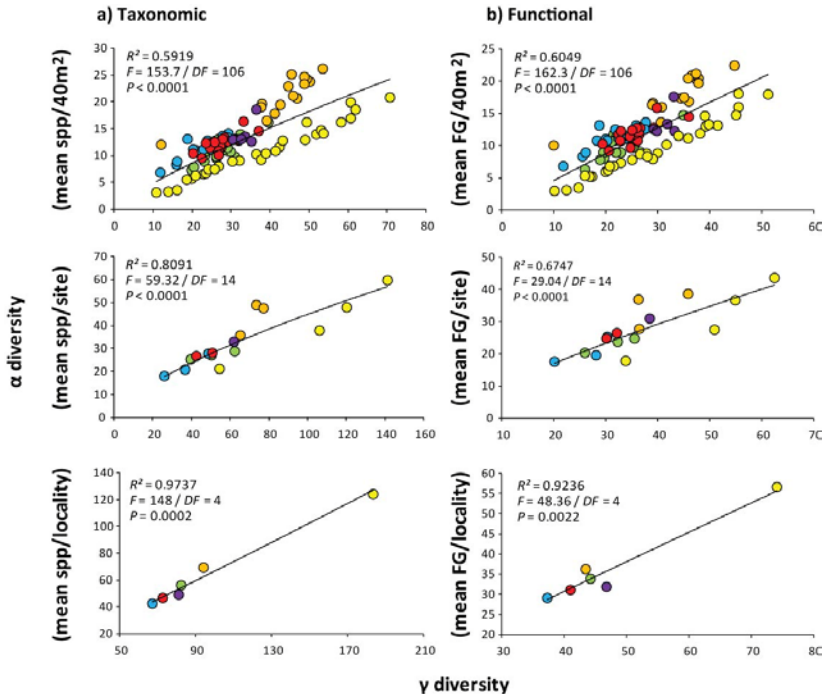 a) Taxonomic
b) Functional
α diversity
(mean spp/40m²)
30
25
20
15
10
5
0
R² = 0.5919
F = 153.7 / DF = 106
P < 0.0001
0 10 20 30 40 50 60 70 80
(mean FG/40m²)
25
20
15
10
5
0
R² = 0.6049
F = 162.3 / DF = 106
P < 0.0001
0 10 20 30 40 50 6C
(mean spp/site)
70
60
50
40
30
20
10
0
R² = 0.8091
F = 59.32 / DF = 14
P < 0.0001
0 20 40 60 80 100 120 140 160
(mean FG/site)
50
40
30
20
10
0
R² = 0.6747
F = 29.04 / DF = 14
P < 0.0001
10 20 30 40 50 60 7C
(mean spp/locality)
140
120
100
80
60
40
20
0
R² = 0.9737
F = 148 / DF = 4
P = 0.0002
50 90 130 170 210
(mean FG/locality)
60
55
50
45
40
35
30
25
20
R² = 0.9236
F = 48.36 / DF = 4
P = 0.0022
30 40 50 60 70 8C
γ diversity